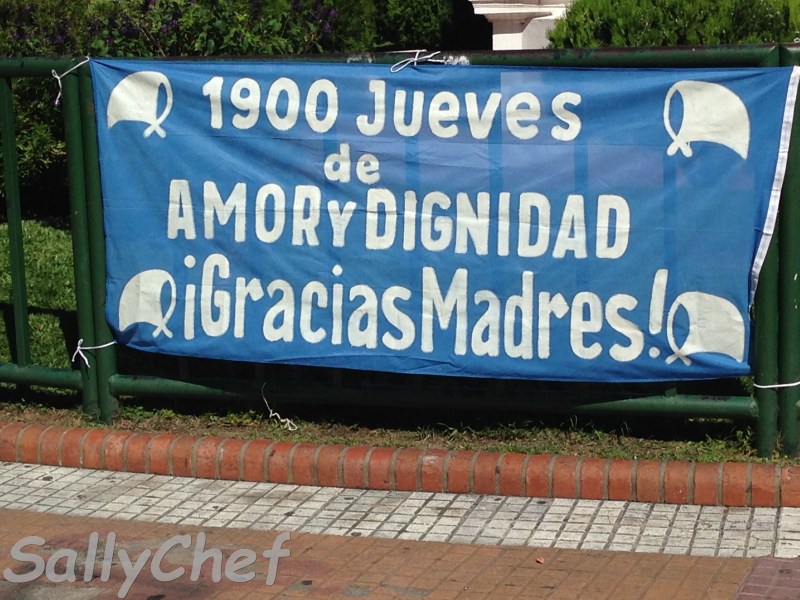 1900 Jueves
de
AMOR Y DIGNIDAD
¡Gracias Madres!
SallyChef